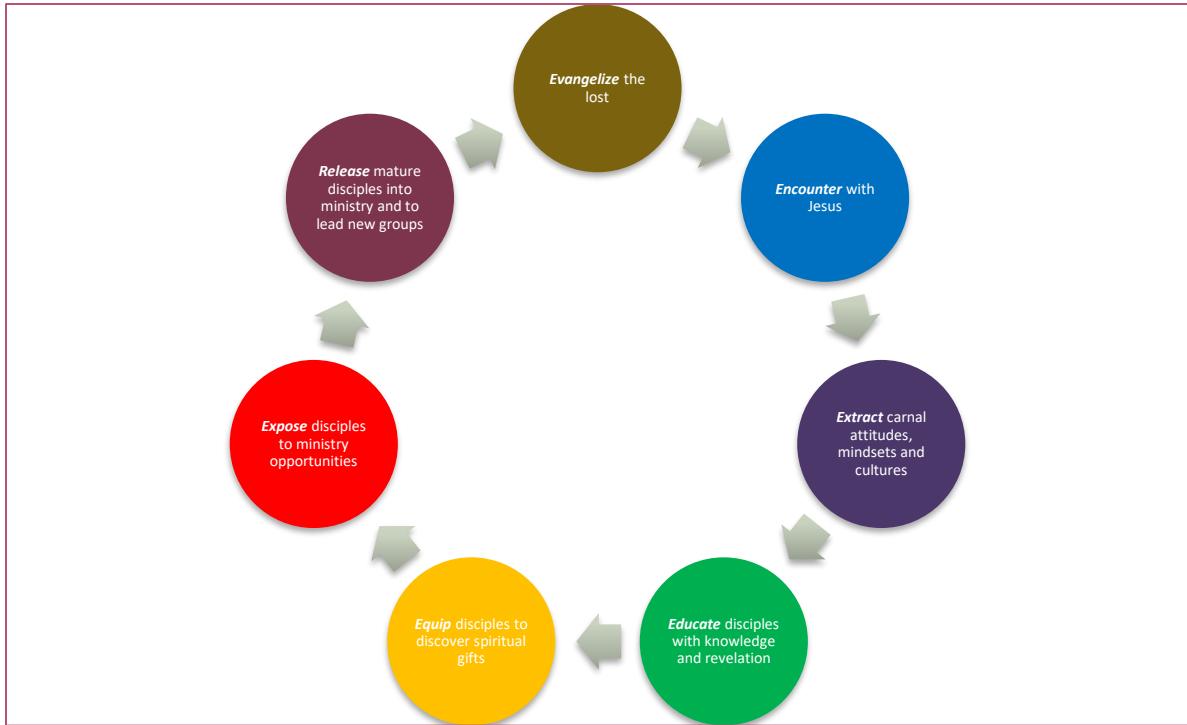 Evangelize the
lost
Encounter with
Jesus
Extract carnal
attitudes,
mindsets and
cultures
Educate disciples
with knowledge
and revelation
Equip disciples to
discover spiritual
gifts
Expose disciples
to ministry
opportunities
Release mature
disciples into
ministry and to
lead new groups